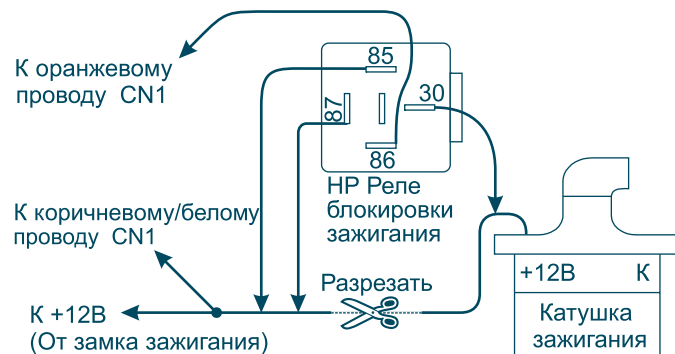 К оранжевому
проводу CN1
85
87
30
86
НР Реле
блокировки
зажигания
К коричневому/белому
проводу CN1
Разрезать
К +12В
(От замка зажигания)
+12В К
Катушка
зажигания